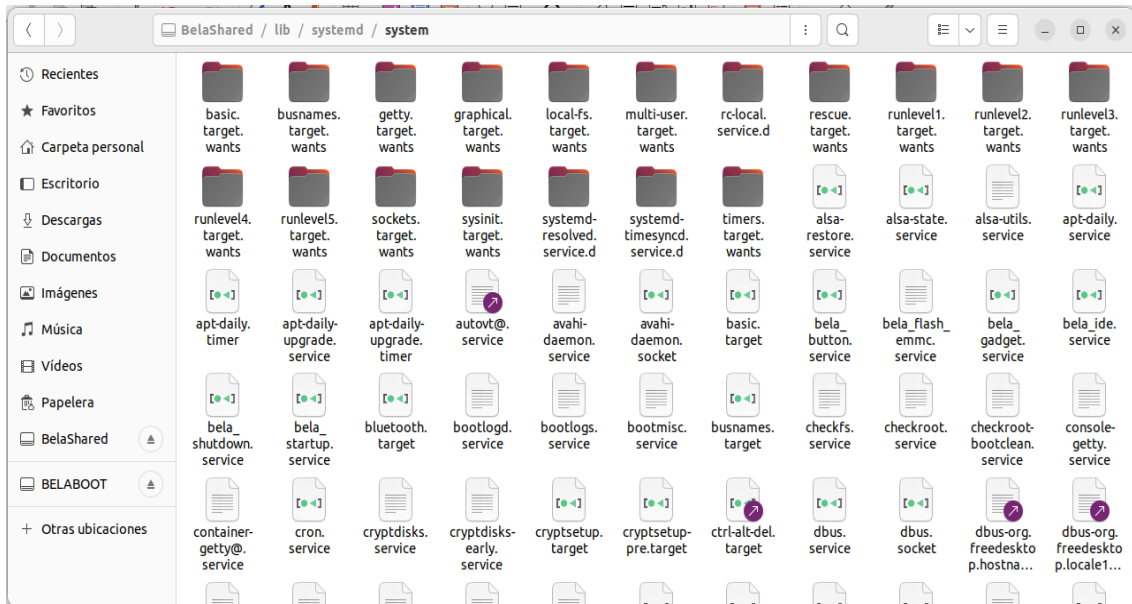 BelaShared / lib / systemd / system
Recientes
Favoritos
Carpeta personal
Escritorio
Descargas
Documentos
Imágenes
Música
Vídeos
Papelera
BelaShared
BELABOOT
+ Otras ubicaciones
basic. busnames. getty. graphical. local-fs. multi-user. rc-local. rescue. runlevel1. runlevel2. runlevel3.
target. target. target. target. target. target. service.d target. target. target. target.
wants wants wants wants wants wants wants wants wants wants
runlevel4. runlevel5. sockets. sysinit. systemd- systemd- timers. alsa- alsa-state. alsa-utils. apt-daily.
target. target. target. target. resolved. timesyncd. target. restore. service service service
wants wants wants wants service.d service.d wants service
apt-daily. apt-daily- apt-daily- autovt@. avahi- avahi- basic. bela_ bela_flash_ bela_ bela_ide.
timer upgrade. upgrade. service daemon. daemon. target button. emmc. gadget. service
service timer service socket service service service
bela_ bela_ bluetooth. bootlogd. bootlogs. bootmisc. busnames. checkfs. checkroot. checkroot- console-
shutdown. startup. target service service service target service service bootclean. getty.
service service service service
container- cron. cryptdisks. cryptdisks- cryptsetup. cryptsetup- ctrl-alt-del. dbus. dbus. dbus-org. dbus-org.
getty@. service service early. target pre.target target service socket freedeskto freedeskto
service service p.hostna... p.locale1...